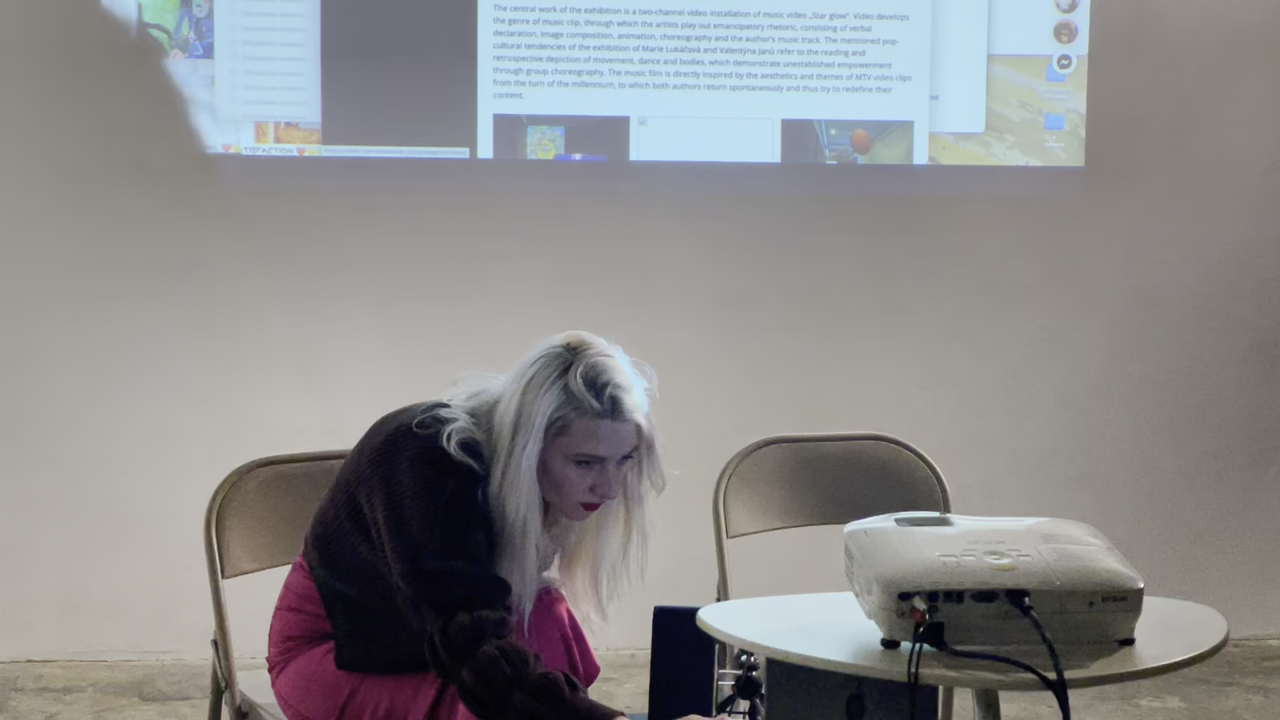 The central work of the exhibition is a two-channel video installation of music video „Star glow“. Video develops
the genre of music clip, through which the artists play out emancipatory rhetoric, consisting of verbal
declaration, image composition, animation, choreography and the author's music track. The mentioned pop-
cultural tendencies of the exhibition of Marie Lukáčová and Valentýna Janů refer to the reading and
retrospective depiction of movement, dance and bodies, which demonstrate unestablished empowerment
through group choreography. The music film is directly inspired by the aesthetics and themes of MTV video clips
from the turn of the millennium, to which both authors return spontaneously and thus try to redefine their
content.
TISFACTION
EPSON